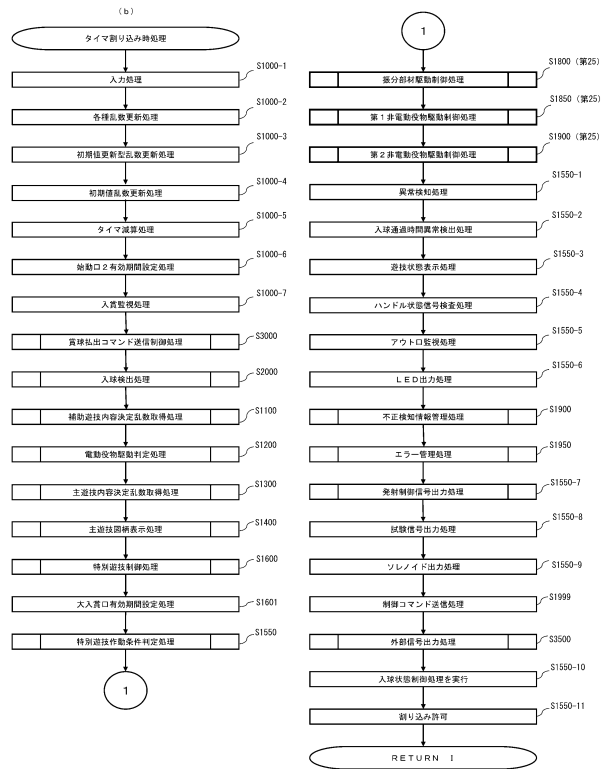 (b)
タイマ割り込み時処理
S1000-1
入力処理
S1000-2
各種乱数更新処理
S1000-3
初期値更新型乱数更新処理
S1000-4
初期値乱数更新処理
S1000-5
タイマ減算処理
S1000-6
始動口2有効期間設定処理
S1000-7
入賞監視処理
S3000
賞球払出コマンド送信制御処理
S2000
入球検出処理
S1100
補助遊技内容決定乱数取得処理
S1200
電動役物駆動判定処理
S1300
主遊技内容決定乱数取得処理
S1400
主遊技図柄表示処理
S1600
特別遊技制御処理
S1601
大入賞口有効期間設定処理
S1550
特別遊技作動条件判定処理
1
1
S1800 (第25)
振分部材駆動制御処理
S1850 (第25)
第1非電動役物駆動制御処理
S1900 (第25)
第2非電動役物駆動制御処理
S1550-1
異常検知処理
S1550-2
入球通過時間異常検出処理
S1550-3
遊技状態表示処理
S1550-4
ハンドル状態信号検査処理
S1550-5
アウトロ監視処理
S1550-6
LED出力処理
S1900
不正検知情報管理処理
S1950
エラー管理処理
S1550-7
発射制御信号出力処理
S1550-8
試験信号出力処理
S1550-9
ソレノイド出力処理
S1999
制御コマンド送信処理
S3500
外部信号出力処理
S1550-10
入球状態制御処理を実行
S1550-11
割り込み許可
RETURN I